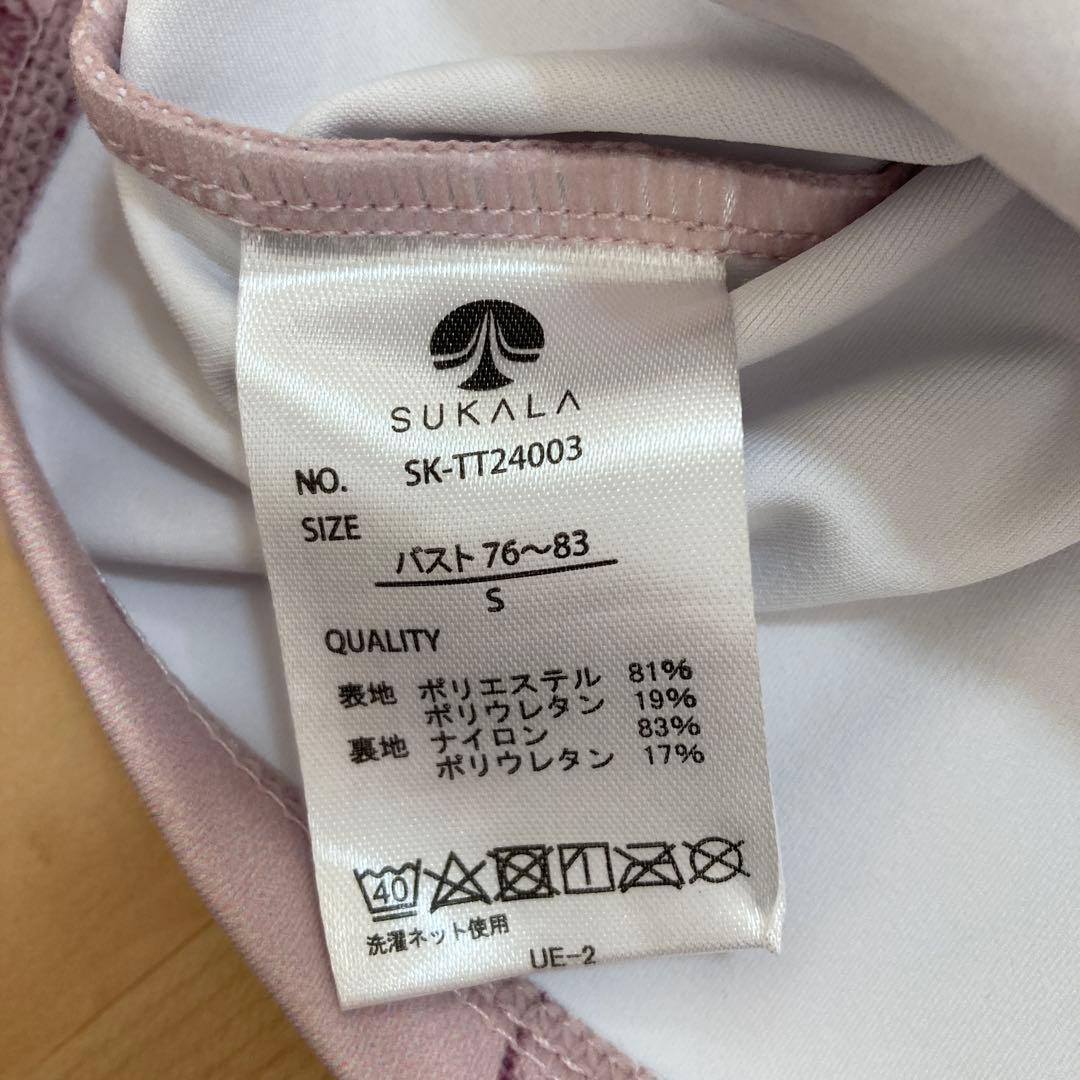 SUKALA
NO. SK-TT24003
SIZE
バスト 76～83
S
QUALITY
表地 ポリエステル 81%
ポリウレタン 19%
裏地 ナイロン 83%
ポリウレタン 17%
40
洗濯ネット使用
UE-2